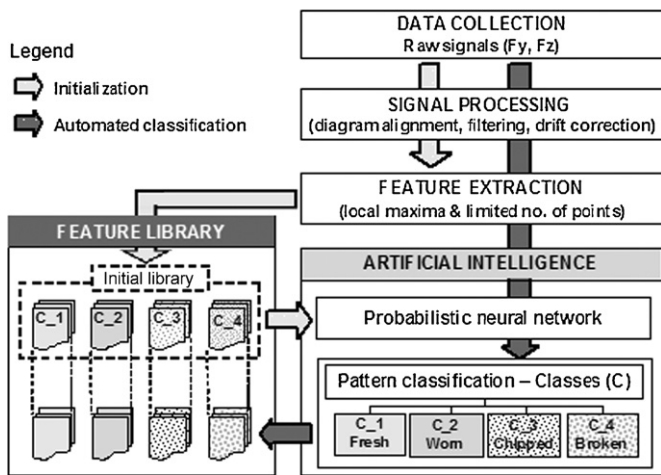 DATA COLLECTION
Raw signals (Fy, Fz)
Legend
Initialization
Automated classification
SIGNAL PROCESSING
(diagram alignment, filtering, drift correction)
FEATURE EXTRACTION
(local maxima & limited no. of points)
FEATURE LIBRARY
Initial library
C_1 C_2 C_3 C_4
ARTIFICIAL INTELLIGENCE
Probabilistic neural network
Pattern classification – Classes (C)
C_1 C_2 C_3 C_4
Fresh Worn Chipped Broken